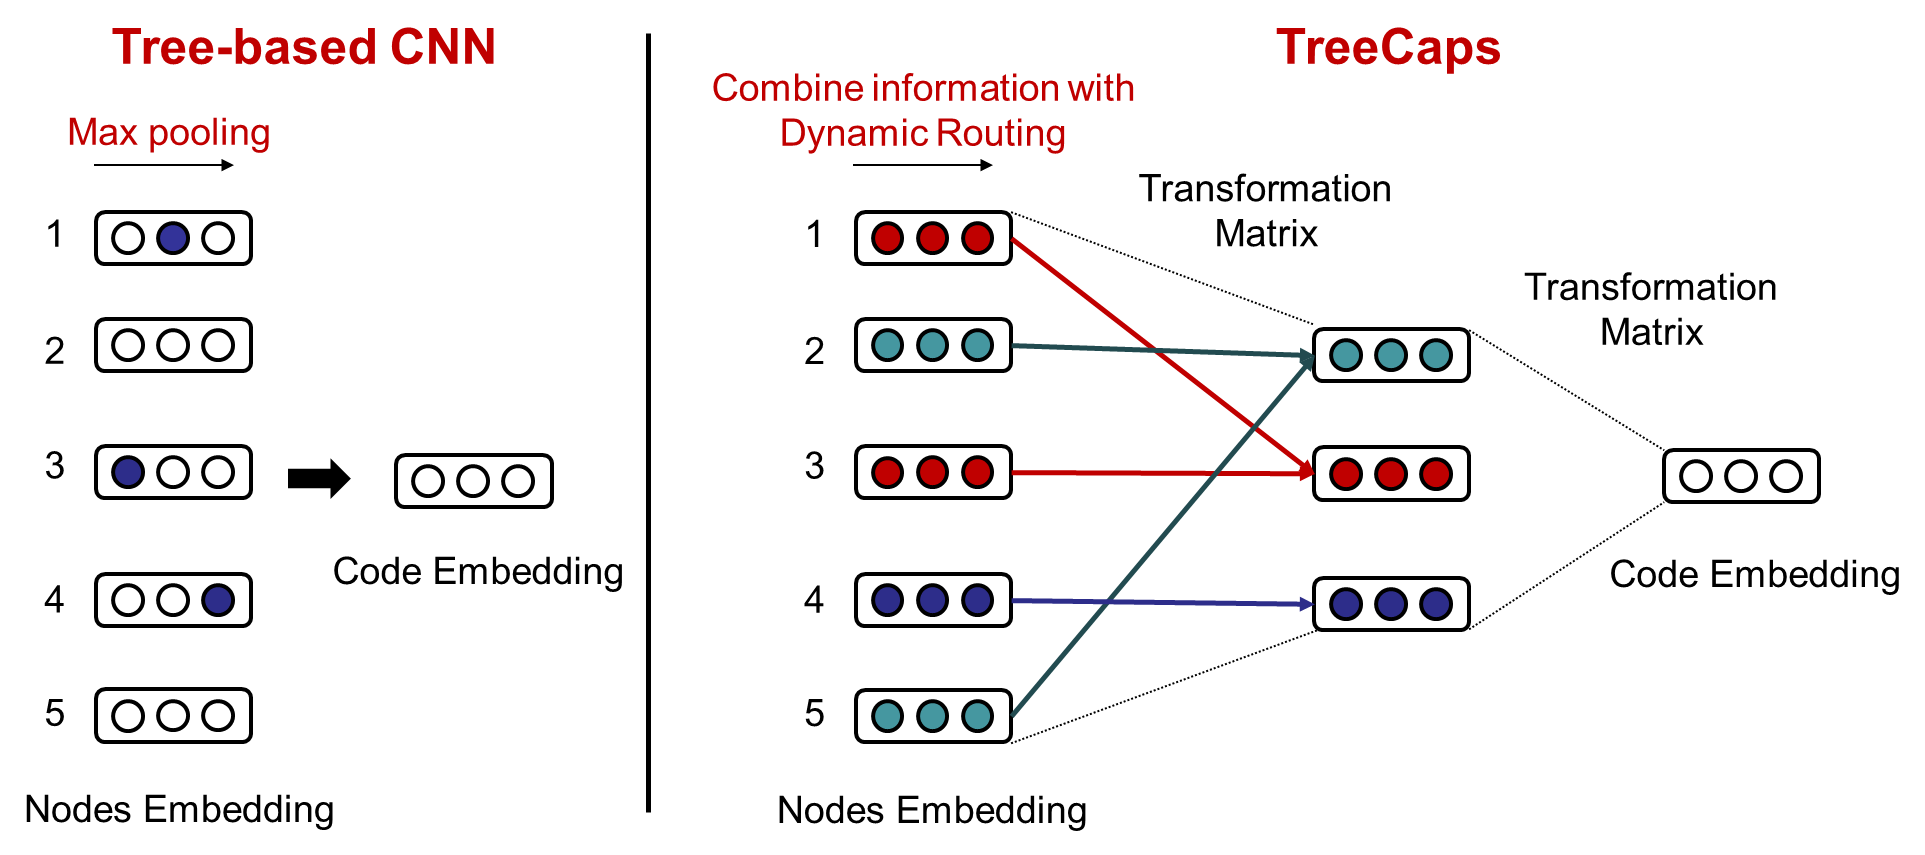 Tree-based CNN
Max pooling
1
2
3
4
5
Code Embedding
Nodes Embedding
TreeCaps
Combine information with
Dynamic Routing
Transformation
Matrix
Transformation
Matrix
1
2
3
4
5
Code Embedding
Nodes Embedding